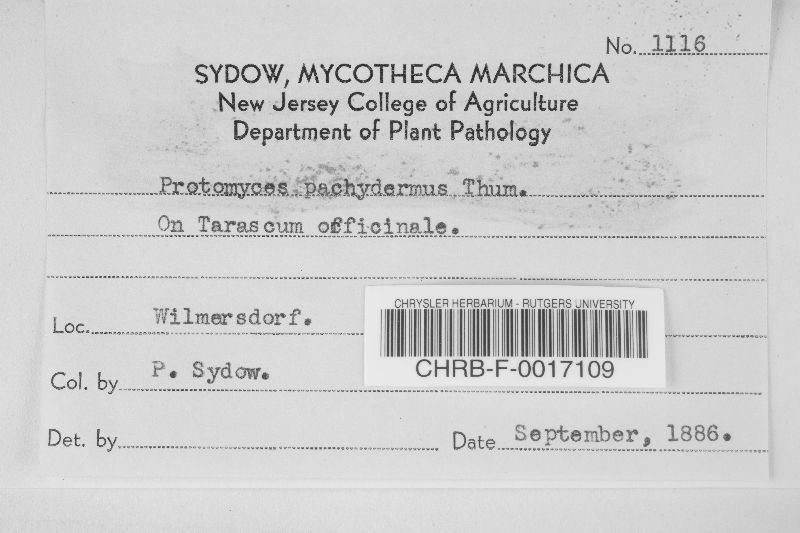 No. 1116
SYDOW, MYCOTHECA MARCHICA
New Jersey College of Agriculture
Department of Plant Pathology
Protomyces pachydermus Thum.
On Tarascum officinale.
Loc. Wilmersdorf.
CHRYSLER HERBARIUM - RUTGERS UNIVERSITY
CHRB-F-0017109
Col. by P. Sydow.
Det. by
Date September, 1886.